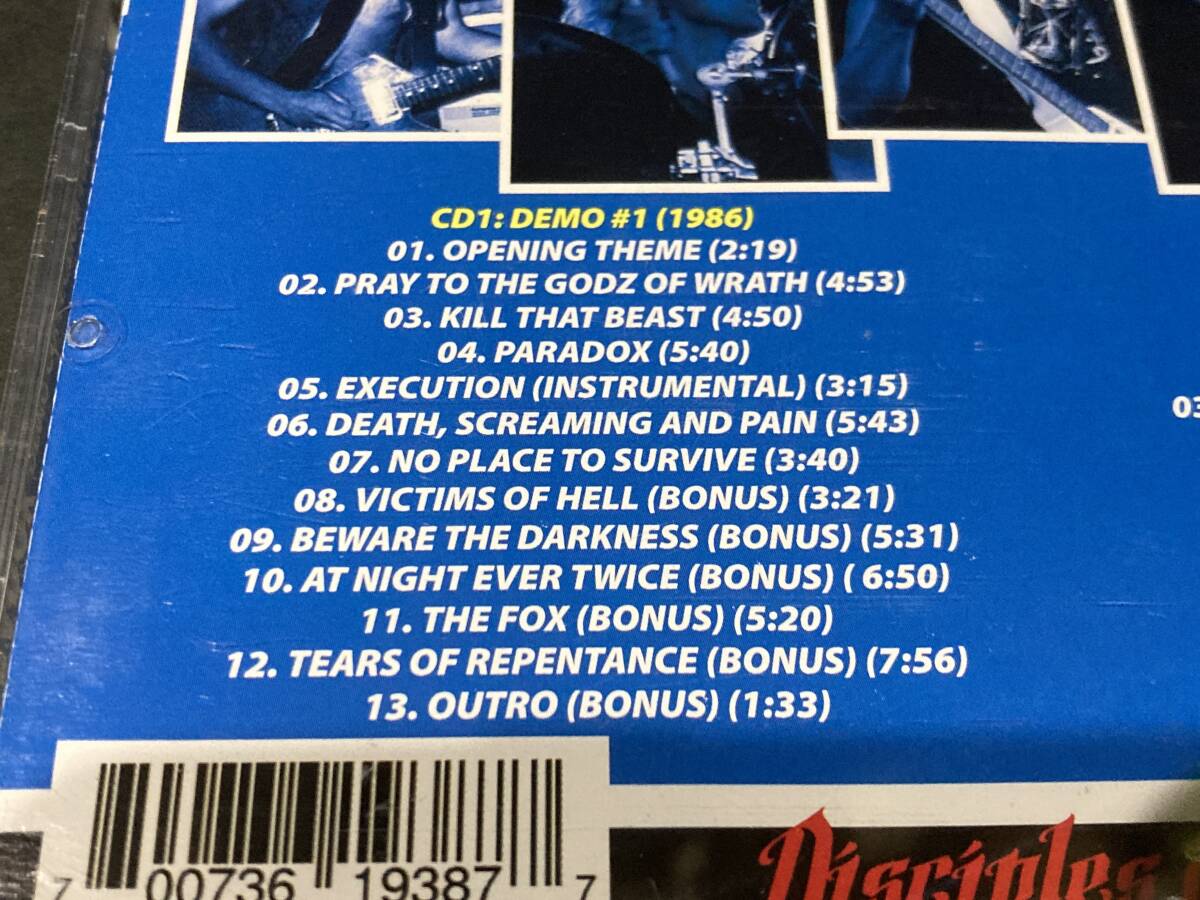 CD1: DEMO #1 (1986)
01. OPENING THEME (2:19)
02. PRAY TO THE GODZ OF WRATH (4:53)
03. KILL THAT BEAST (4:50)
04. PARADOX (5:40)
05. EXECUTION (INSTRUMENTAL) (3:15)
06. DEATH, SCREAMING AND PAIN (5:43)
07. NO PLACE TO SURVIVE (3:40)
08. VICTIMS OF HELL (BONUS) (3:21)
09. BEWARE THE DARKNESS (BONUS) (5:31)
10. AT NIGHT EVER TWICE (BONUS) ( 6:50)
11. THE FOX (BONUS) (5:20)
12. TEARS OF REPENTANCE (BONUS) (7:56)
13. OUTRO (BONUS) (1:33)
03
7 00736 19387 7
Disciples